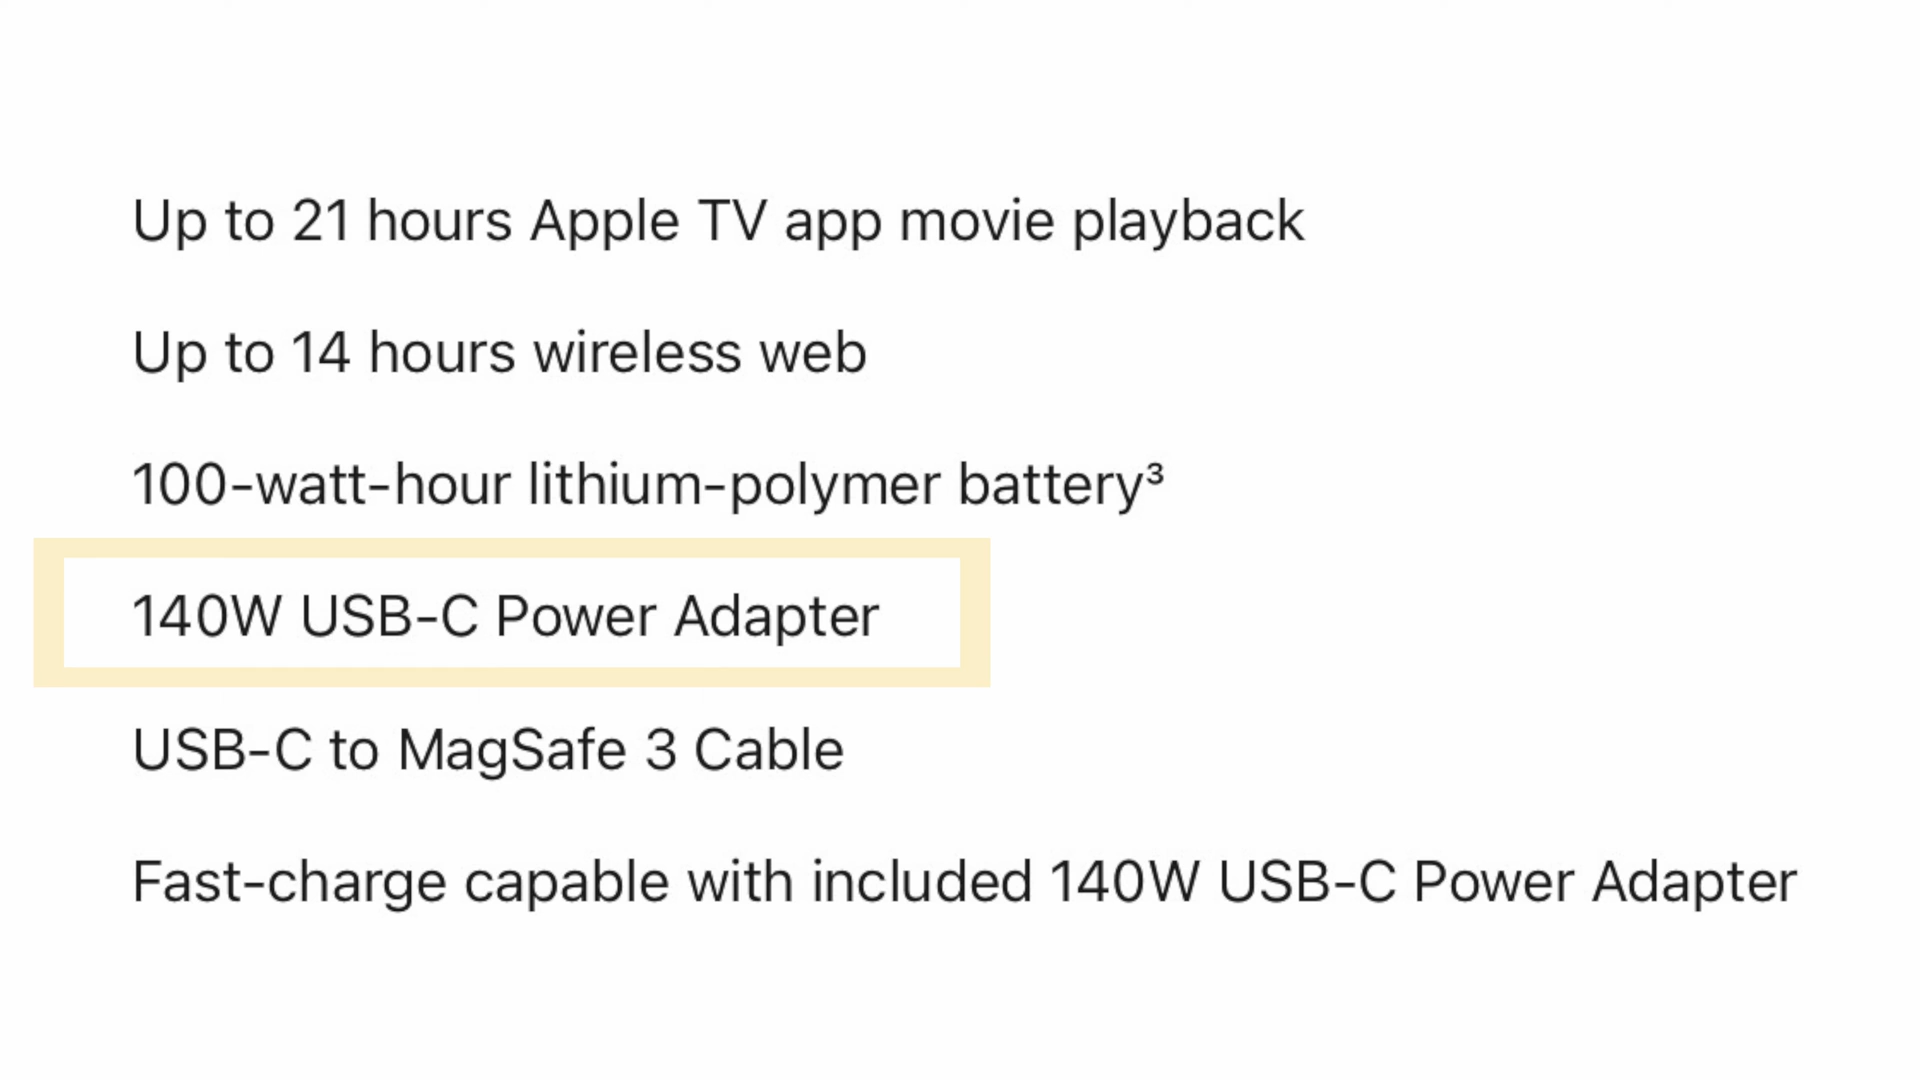 Up to 21 hours Apple TV app movie playback
Up to 14 hours wireless web
100-watt-hour lithium-polymer battery³
140W USB-C Power Adapter
USB-C to MagSafe 3 Cable
Fast-charge capable with included 140W USB-C Power Adapter